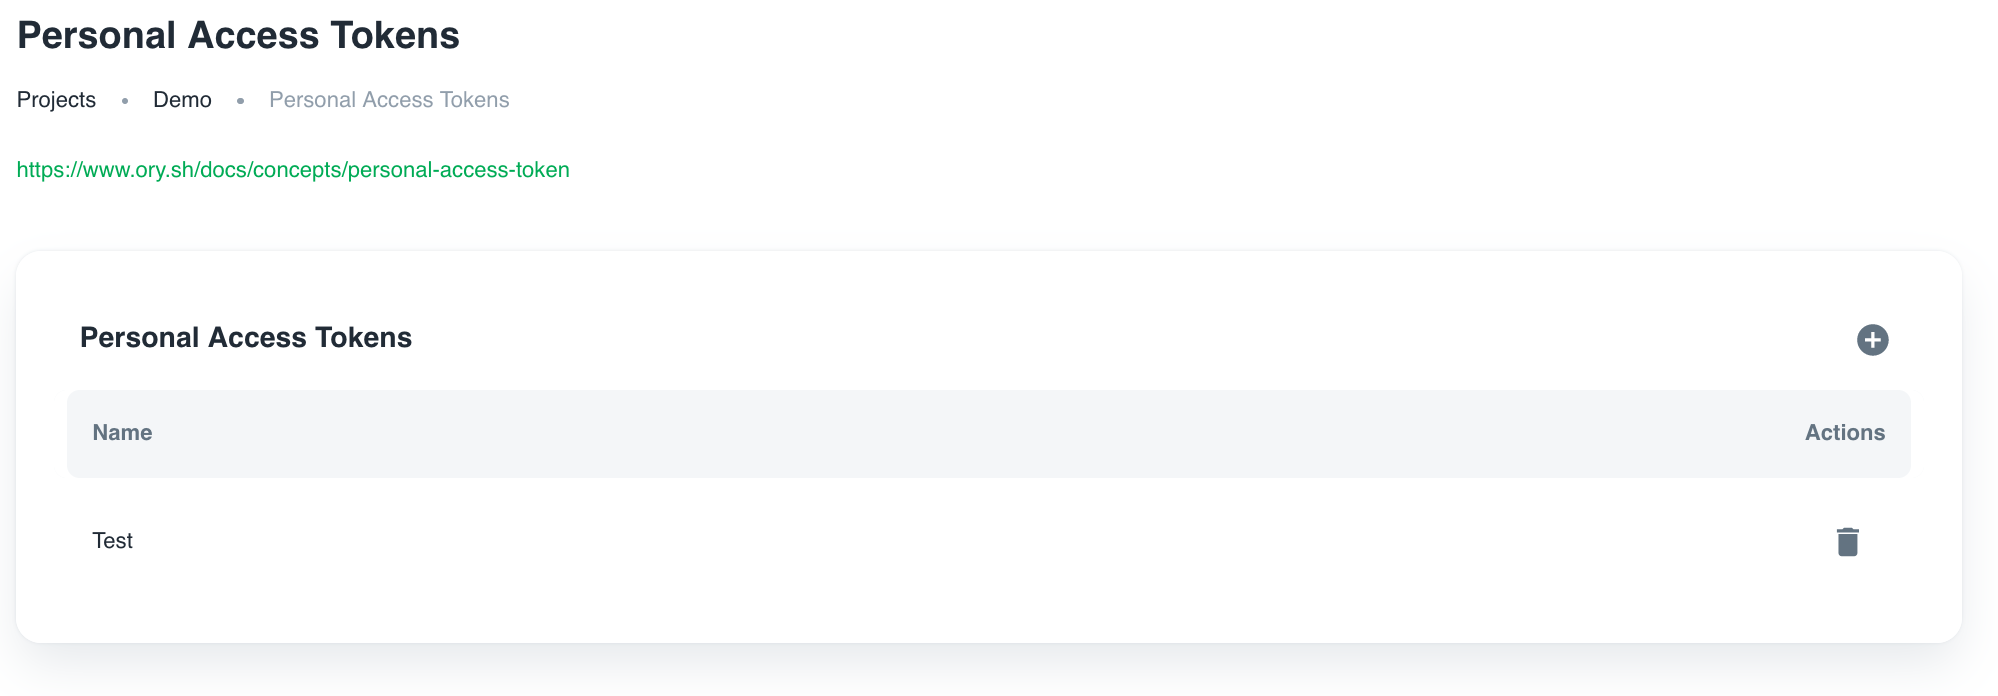 Personal Access Tokens
Projects • Demo • Personal Access Tokens
https://www.ory.sh/docs/concepts/personal-access-token
Personal Access Tokens
Name Actions
Test